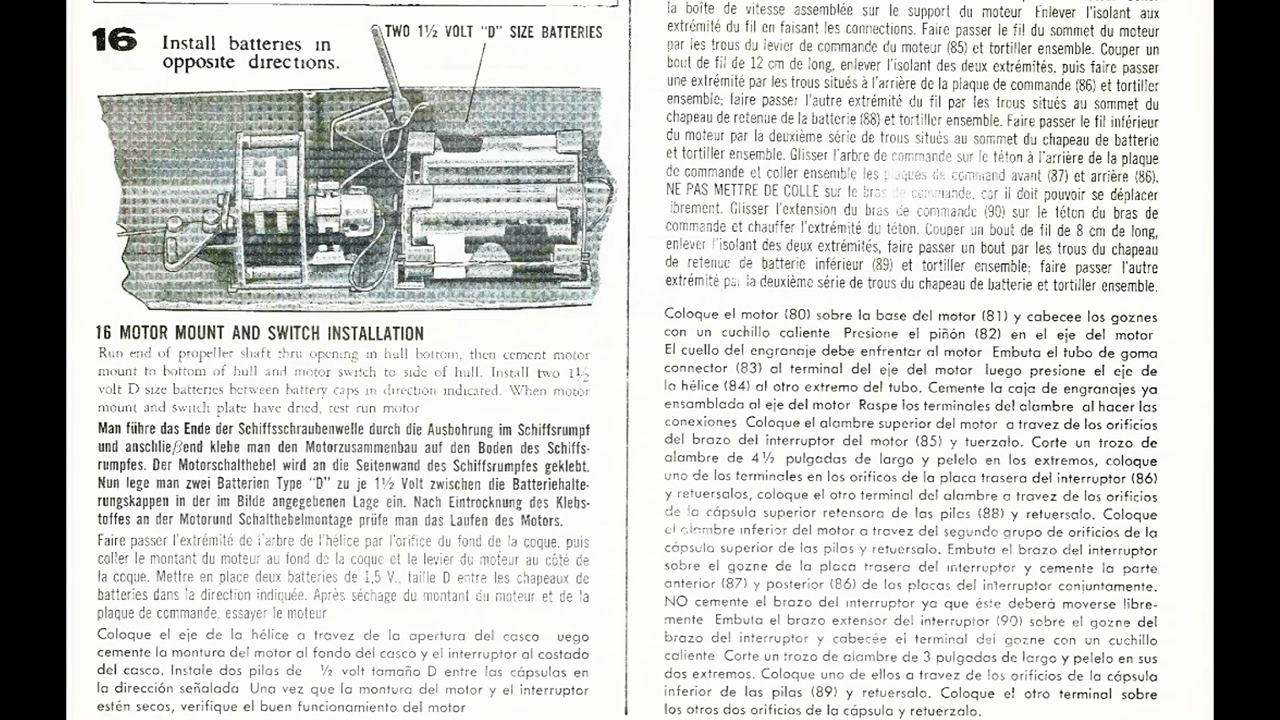 16 Install batteries in
opposite directions.
TWO 1½ VOLT "D" SIZE BATTERIES
16 MOTOR MOUNT AND SWITCH INSTALLATION
Run end of propeller shaft thru opening in hull bottom, then cement motor
mount to bottom of hull and motor switch to side of hull. Install two 1½
volt D size batteries between battery caps in direction indicated. When motor
mount and switch plate have dried, test run motor
Man führe das Ende der Schiffsschraubenwelle durch die Ausbohrung im Schiffsrumpf
und anschließend klebe man den Motorzusammenbau auf den Boden des Schiffs-
rumpfes. Der Motorschalthebel wird an die Seitenwand des Schiffsrumpfes geklebt.
Nun lege man zwei Batterien Type "D" zu je 1½ Volt zwischen die Batteriehalte-
rungskappen in der im Bilde angegebenen Lage ein. Nach Eintrocknung des Klebs-
toffes an der Motorund Schalthebelmontage prüfe man das Laufen des Motors.
Faire passer l'extrémité de l'arbre de l'hélice par l'orifice du fond de la coque, puis
coller le montant du moteur au fond de la coque et le levier du moteur au côté de
la coque. Mettre en place deux batteries de 1,5 V., taille D entre les chapeaux de
batteries dans la direction indiquée. Après séchage du montant du moteur et de la
plaque de commande, essayer le moteur
Coloque el eje de la hélice a travez de la apertura del casco uego
cemente la montura del motor al fondo del casco y el interruptor al costado
del casco. Instale dos pilas de ½ volt tamaño D entre las cápsulas en
la dirección señalada Una vez que la montura del motor y el interruptor
estén secos, verifique el buen funcionamiento del motor
la boîte de vitesse assemblée sur le support du moteur Enlever l'isolant aux
extrémité du fil en faisant les connections. Faire passer le fil du sommet du moteur
par les trous du levier de commande du moteur (85) et tortiller ensemble. Couper un
bout de fil de 12 cm de long, enlever l'isolant des deux extrémités, puis faire passer
une extrémité par les trous situés à l'arrière de la plaque de commande (86) et tortiller
ensemble; faire passer l'autre extrémité du fil par les trous situés au sommet du
chapeau de retenue de la batterie (88) et tortiller ensemble. Faire passer le fil inférieur
du moteur par la deuxième série de trous situés au sommet du chapeau de batterie
et tortiller ensemble. Glisser l'arbre de commande sur le téton à l'arrière de la plaque
de commande et coller ensemble les plaques de command avant (87) et arrière (86).
NE PAS METTRE DE COLLE sur le bras de commande, car il doit pouvoir se déplacer
ibrement. Glisser l'extension du bras de commande (90) sur le téton du bras de
commande et chauffer l'extrémité du téton. Couper un bout de fil de 8 cm de long,
enlever l'isolant des deux extrémités, faire passer un bout par les trous du chapeau
de retenue de batterie inférieur (89) et tortiller ensemble; faire passer l'autre
extrémité par la deuxième série de trous du chapeau de batterie et tortiller ensemble.
Coloque el motor (80) sobre la base del motor (81) y cabecee los goznes
con un cuchillo caliente Presione el piñón (82) en el eje del motor
El cuello del engranaje debe enfrentar al motor Embuta el tubo de goma
connector (83) al terminal del eje del motor luego presione el eje de
la hélice (84) al otro extremo del tubo. Cemente la caja de engranajes ya
ensamblada al eje del motor Raspe los terminales del alambre al hacer las
conexiones Coloque el alambre superior del motor a travez de los orificios
del brazo del interruptor del motor (85) y tuerzalo. Corte un trozo de
alambre de 4½ pulgadas de largo y pelelo en los extremos, coloque
uno de los terminales en los orificos de la placa trasera del interruptor (86)
y retuersalos, coloque el otro terminal del alambre a travez de los orificios
de la cápsula superior retensora de las pilas (88) y retuersalo. Coloque
el alambre inferior del motor a travez del segundo grupo de orificios de la
cápsula superior de las pilas y retuersalo. Embuta el brazo del interruptor
sobre el gozne de la placa trasera del interruptor y cemente la parte
anterior (87) y posterior (86) de las placas del interruptor conjuntamente.
NO cemente el brazo del interruptor ya que éste deberá moverse libre-
mente Embuta el brazo extensor del interruptor (90) sobre el gozne del
brazo del interruptor y cabecée el terminal del gozne con un cuchillo
caliente Corte un trozo de alambre de 3 pulgadas de largo y pelelo en sus
dos extremos. Coloque uno de ellos a travez de los orificios de la cápsula
inferior de las pilas (89) y retuersalo. Coloque el otro terminal sobre
los otros dos orificios de la cápsula y retuerzalo.